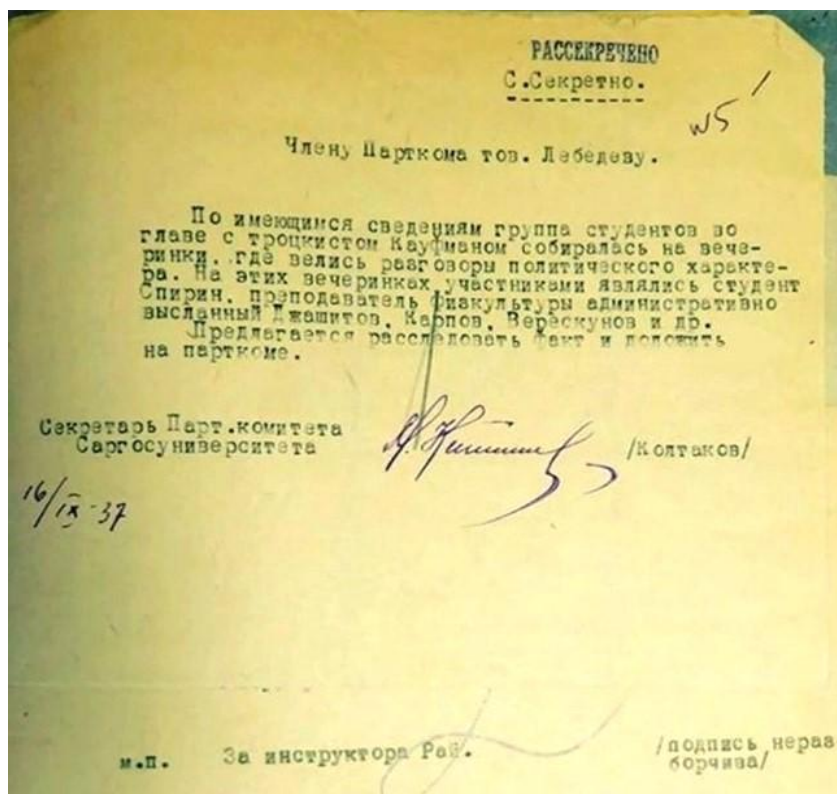 РАССЕКРЕЧЕНО
С.Секретно.
№5
Члену Парткома тов. Лебедеву.
По имеющимся сведениям группа студентов во
главе с троцкистом Кауфманом собиралась на вече-
ринки, где велись разговоры политического характе-
ра. На этих вечеринках участниками являлись студент
Спирин, преподаватель физкультуры административно
высланный Джашитов, Карпов, Верескунов и др.
Предлагается расследовать факт и доложить
на парткоме.
Секретарь Парт.комитета
Саргосуниверситета /Колтаков/
16/IX-37
м.п. За инструктора Рай. /подпись нераз
борчива/